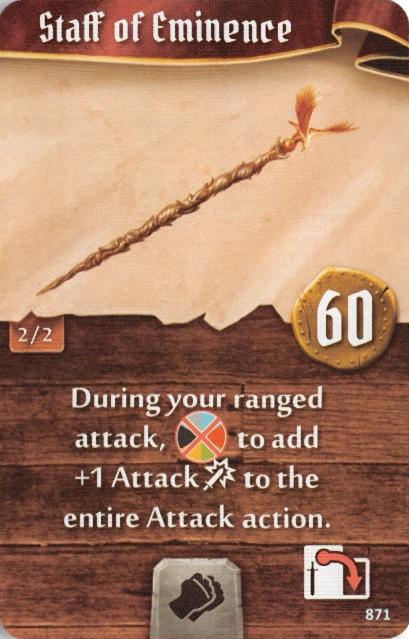 Staff of Eminence
60
2/2
During your ranged
attack, to add
+1 Attack to the
entire Attack action.
871